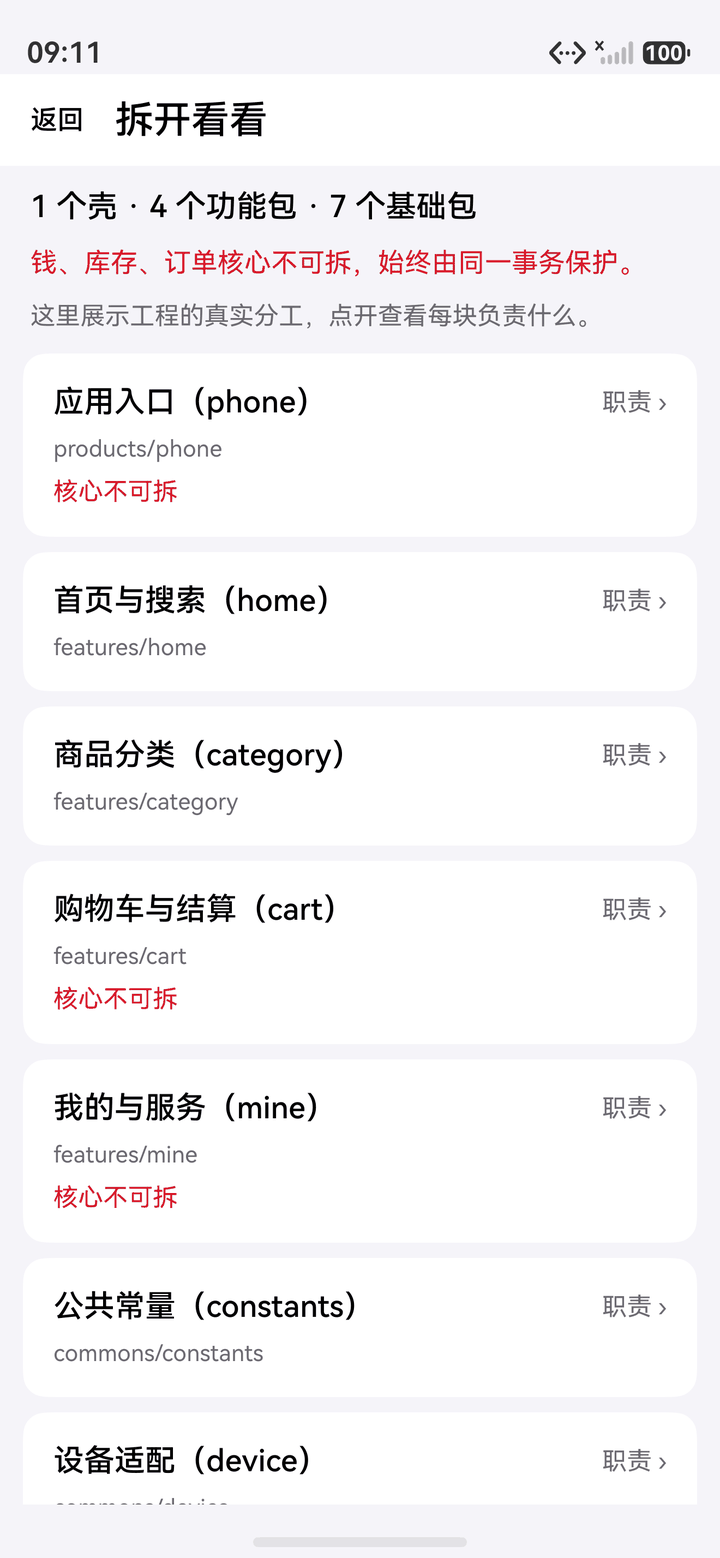 09:11
100
返回 拆开看看
1 个壳 · 4 个功能包 · 7 个基础包
钱、库存、订单核心不可拆，始终由同一事务保护。
这里展示工程的真实分工，点开查看每块负责什么。
应用入口（phone） 职责 ›
products/phone
核心不可拆
首页与搜索（home） 职责 ›
features/home
商品分类（category） 职责 ›
features/category
购物车与结算（cart） 职责 ›
features/cart
核心不可拆
我的与服务（mine） 职责 ›
features/mine
核心不可拆
公共常量（constants） 职责 ›
commons/constants
设备适配（device） 职责 ›